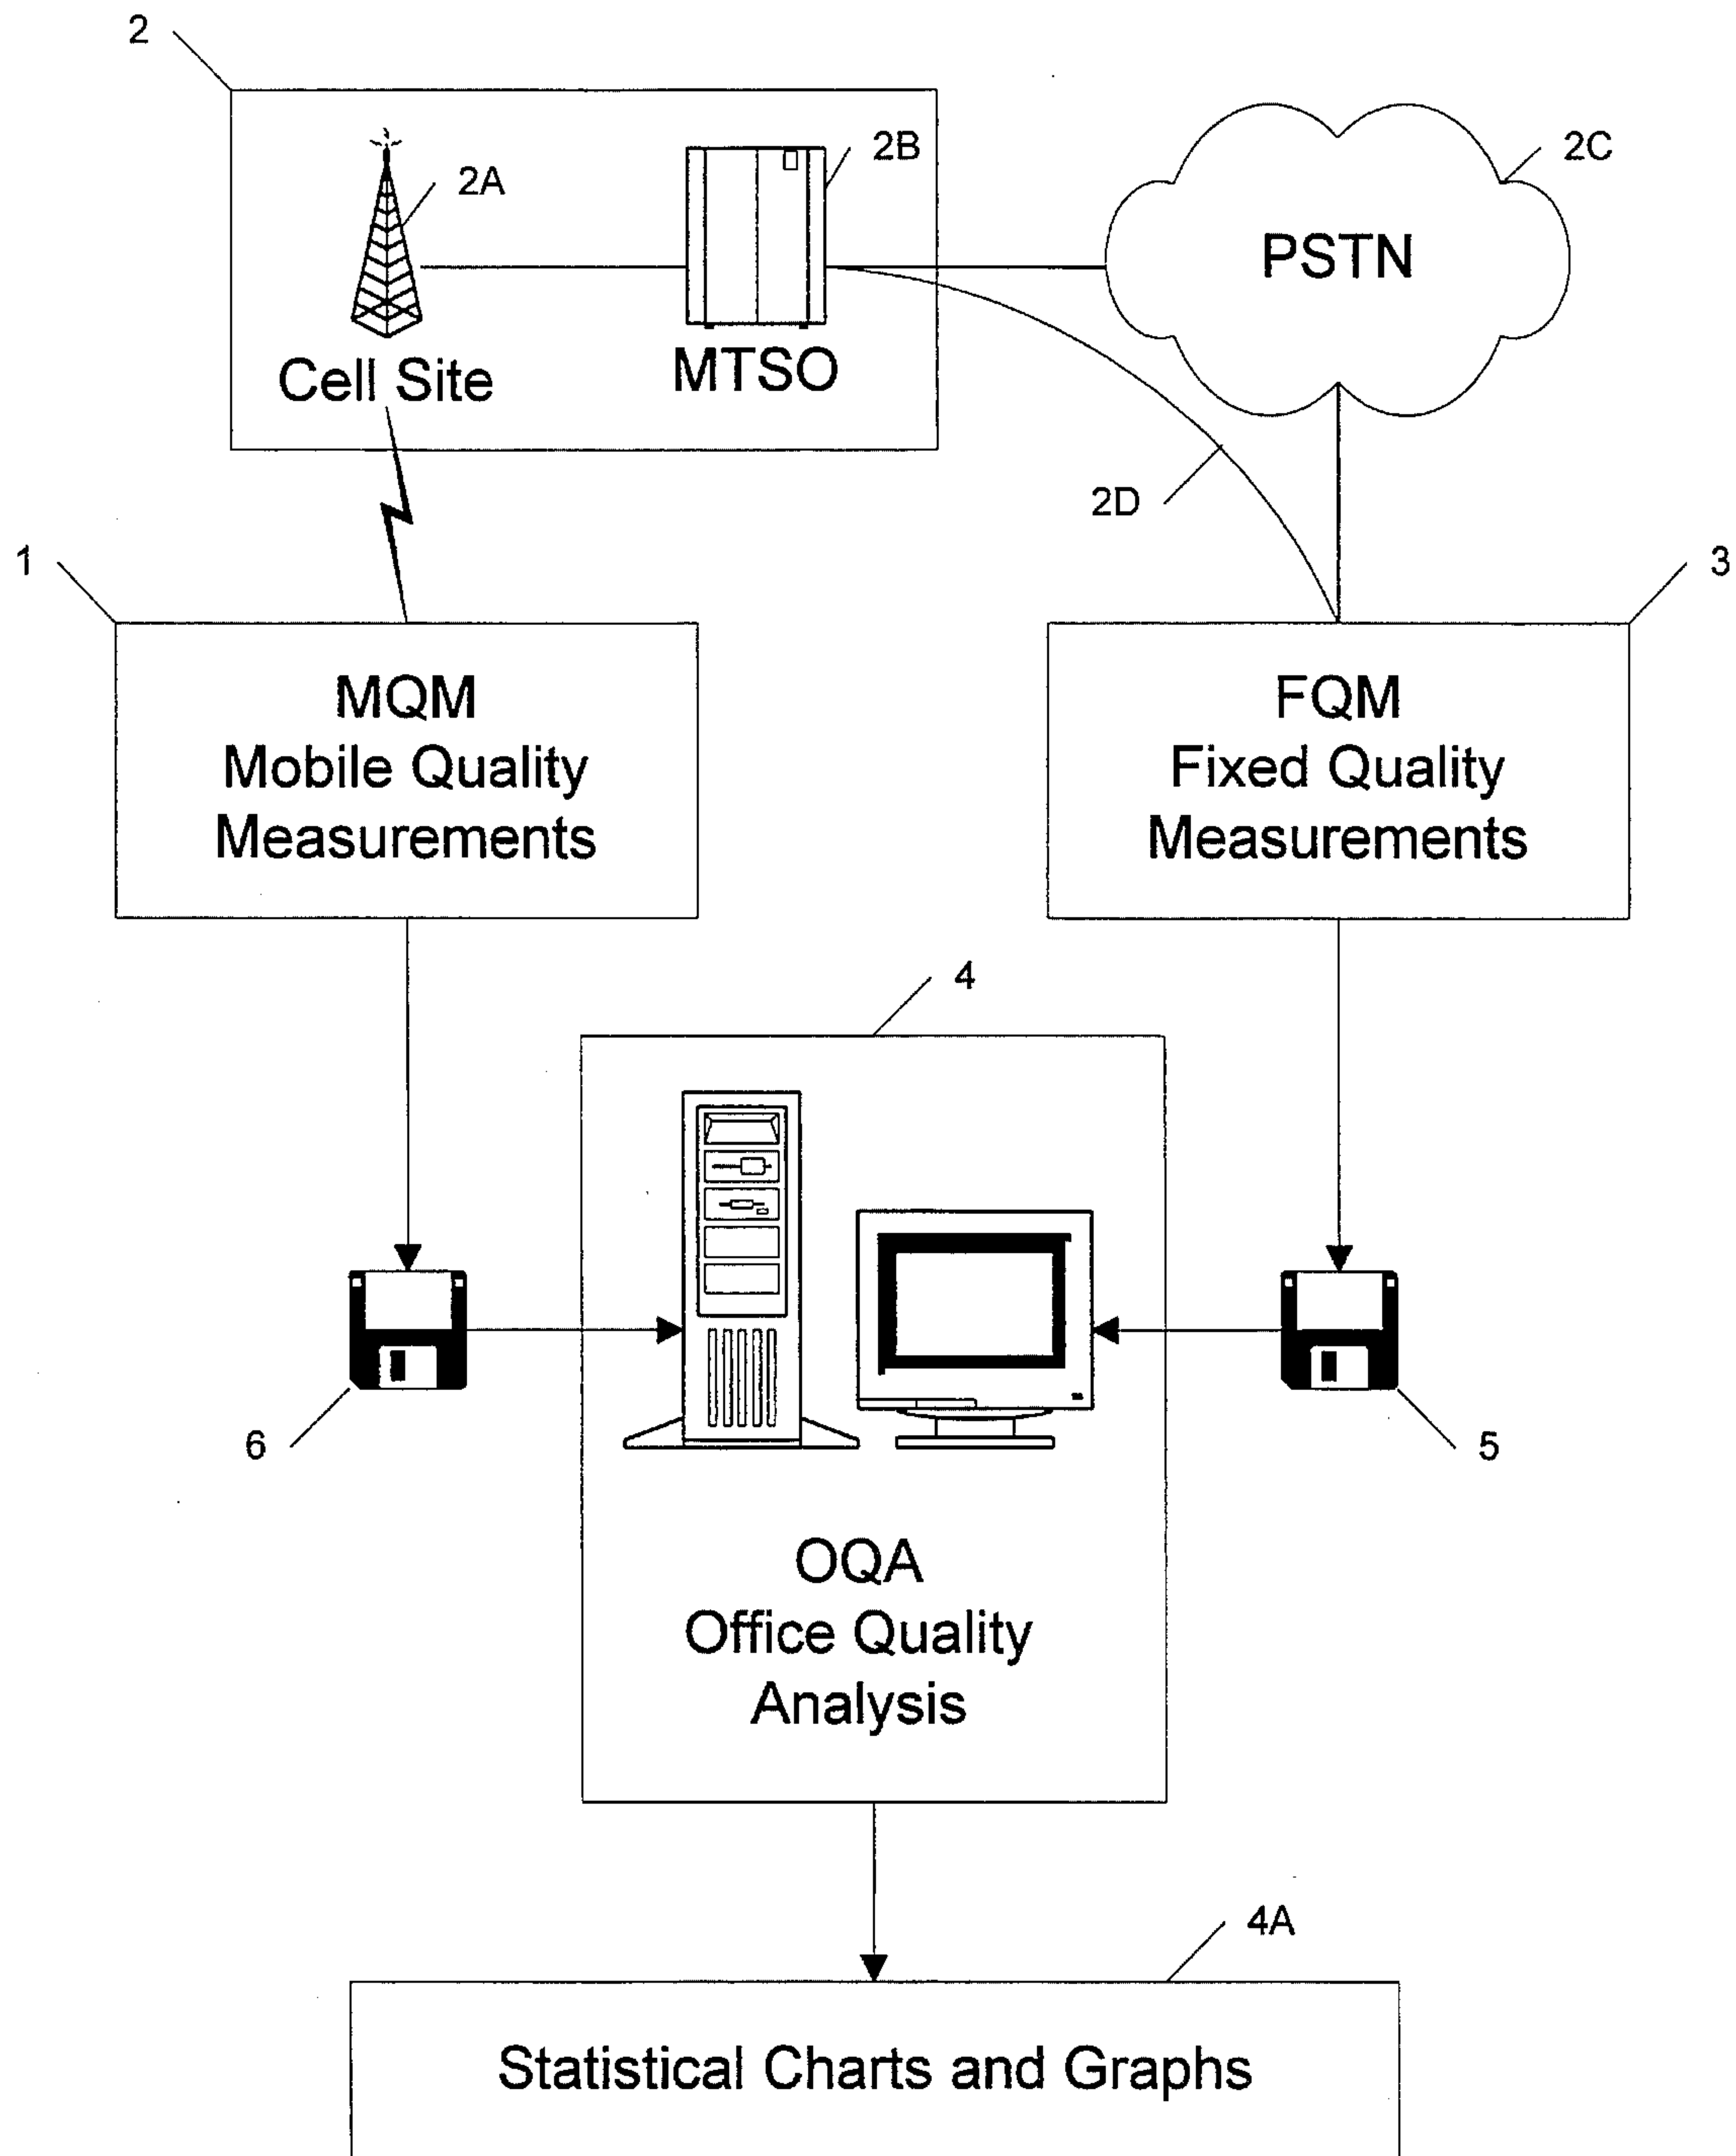 2
2A
2B
2C
PSTN
Cell Site
MTSO
2D
1
3
MQM
Mobile Quality
Measurements
FQM
Fixed Quality
Measurements
4
6
5
OQA
Office Quality
Analysis
4A
Statistical Charts and Graphs